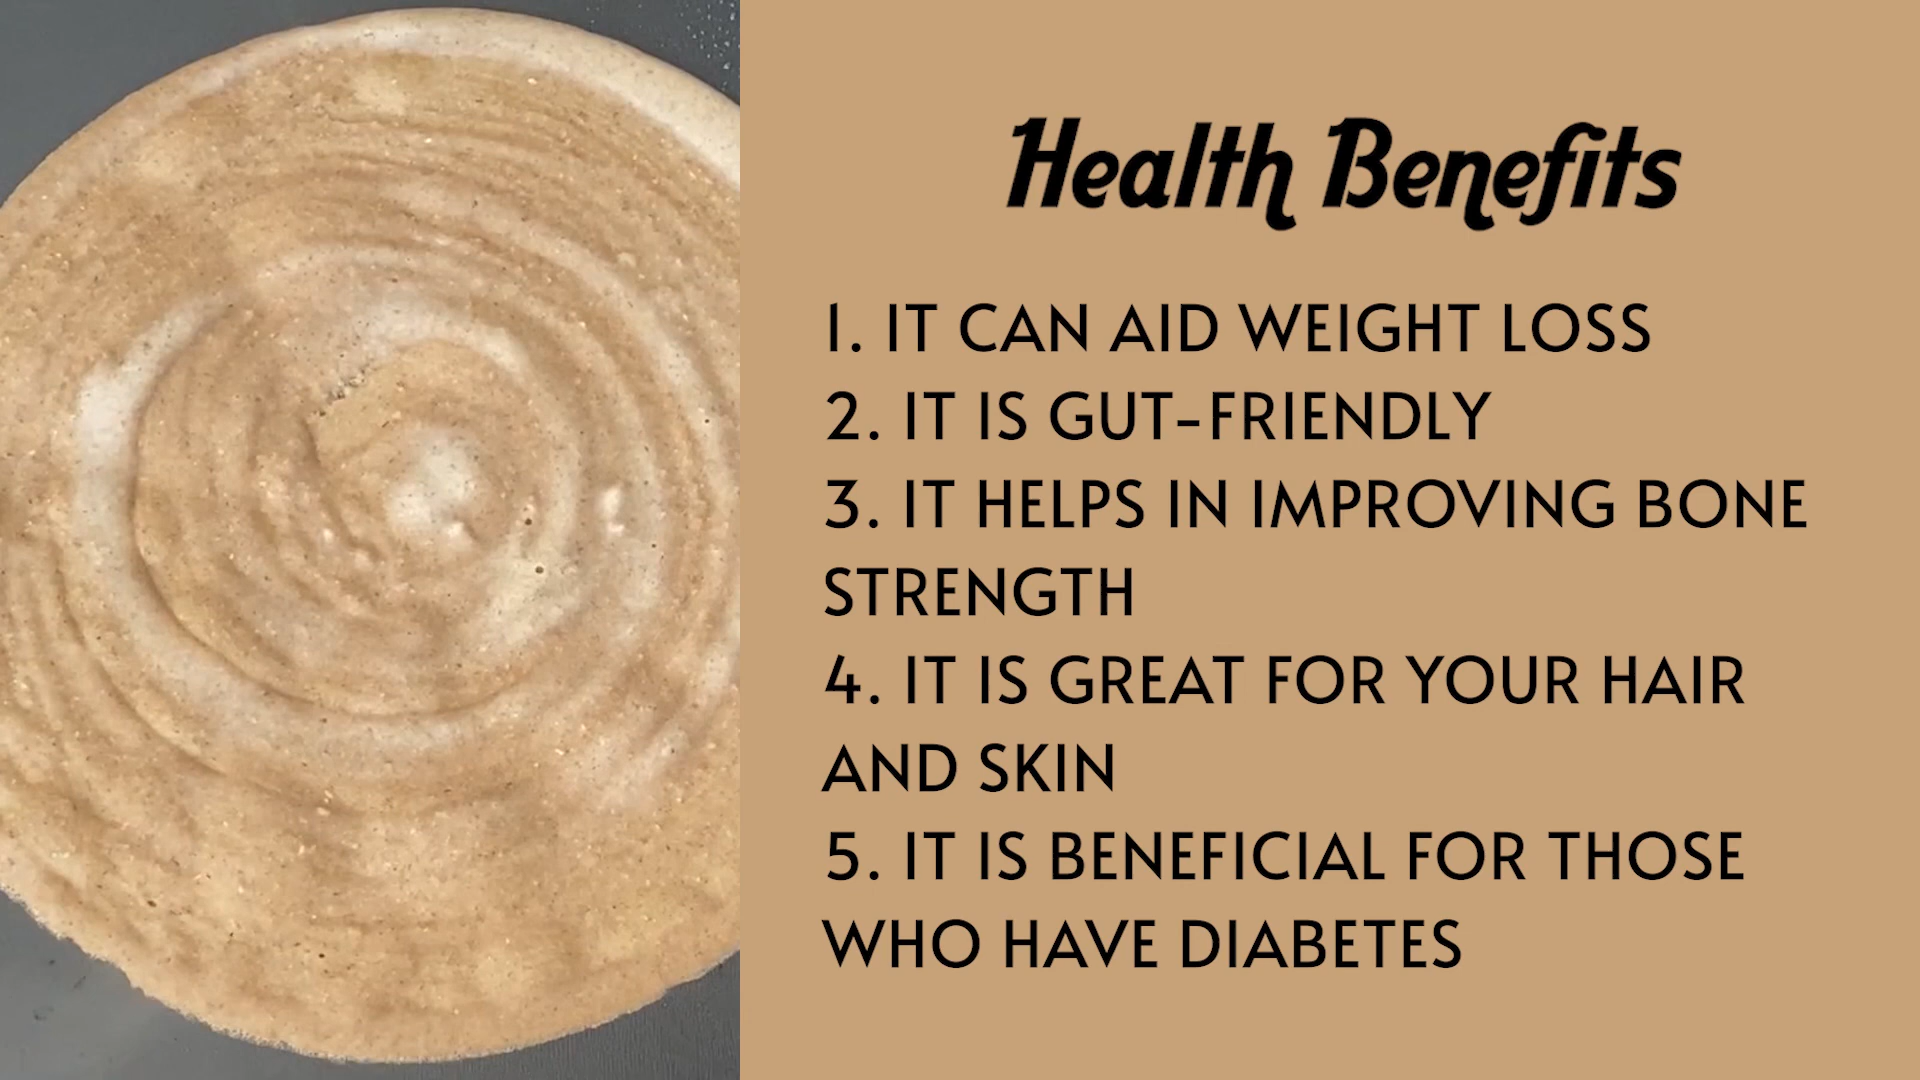 Health Benefits
1. IT CAN AID WEIGHT LOSS
2. IT IS GUT-FRIENDLY
3. IT HELPS IN IMPROVING BONE
STRENGTH
4. IT IS GREAT FOR YOUR HAIR
AND SKIN
5. IT IS BENEFICIAL FOR THOSE
WHO HAVE DIABETES